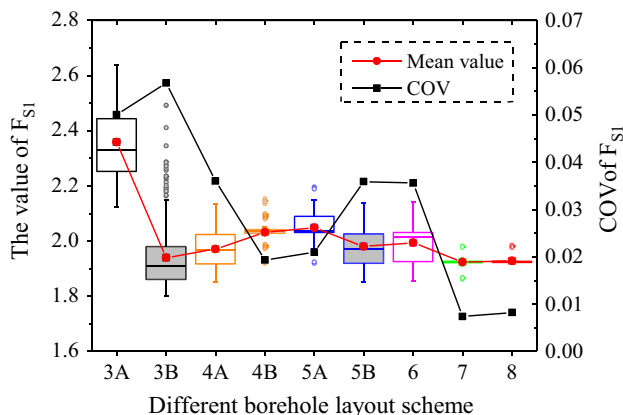 2.8
2.6
2.4
2.2
2.0
1.8
1.6
The value of F_S1
0.07
0.06
0.05
0.04
0.03
0.02
0.01
0.00
COV of F_S1
Mean value
COV
3A 3B 4A 4B 5A 5B 6 7 8
Different borehole layout scheme